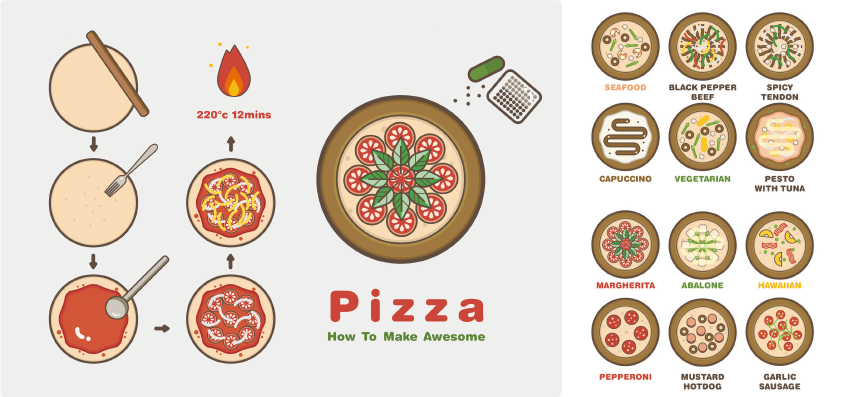 220°c 12mins
Pizza
How To Make Awesome
SEAFOOD
BLACK PEPPER
BEEF
SPICY
TENDON
CAPUCCINO
VEGETARIAN
PESTO
WITH TUNA
MARGHERITA
ABALONE
HAWAIIAN
PEPPERONI
MUSTARD
HOTDOG
GARLIC
SAUSAGE